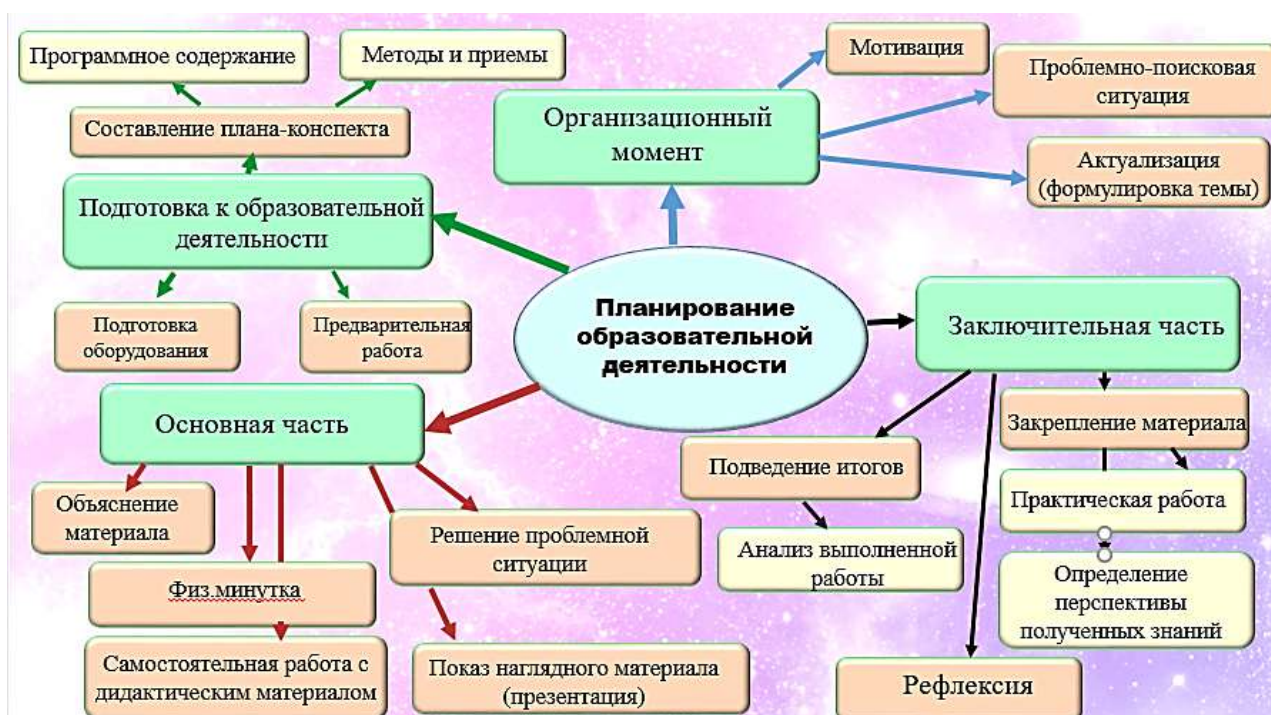 Программное содержание
Методы и приемы
Составление плана-конспекта
Подготовка к образовательной
деятельности
Подготовка
оборудования
Предварительная
работа
Организационный
момент
Мотивация
Проблемно-поисковая
ситуация
Актуализация
(формулировка темы)
Планирование
образовательной
деятельности
Основная часть
Объяснение
материала
Физ.минутка
Самостоятельная работа с
дидактическим материалом
Решение проблемной
ситуации
Показ наглядного материала
(презентация)
Заключительная часть
Подведение итогов
Анализ выполненной
работы
Закрепление материала
Практическая работа
Определение
перспективы
полученных знаний
Рефлексия